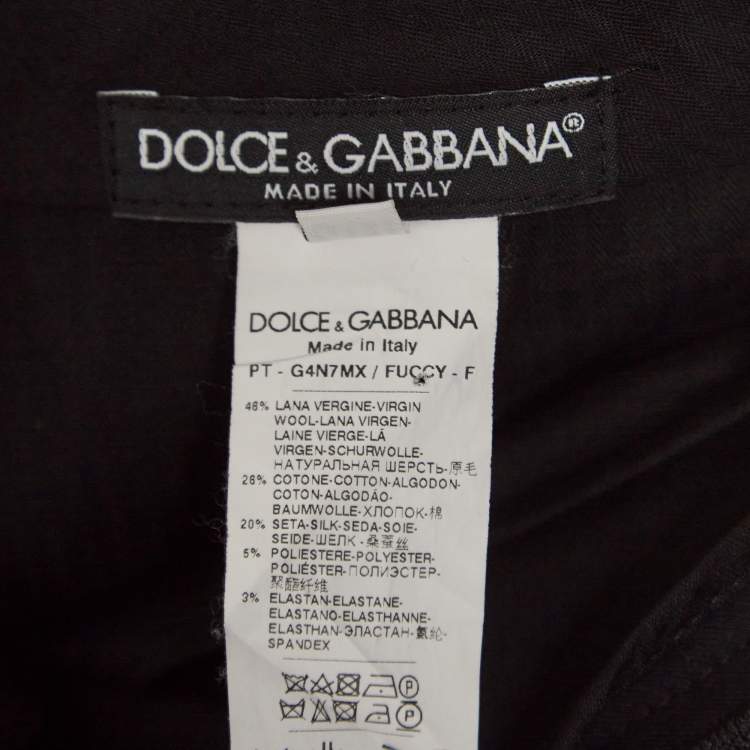 DOLCE & GABBANA®
MADE IN ITALY
DOLCE & GABBANA
Made in Italy
PT - G4N7MX / FUCCY - F
46% LANA VERGINE-VIRGIN
WOOL-LANA VIRGEN-
LAINE VIERGE-LÃ
VIRGEN-SCHURWOLLE-
НАТУРАЛЬНАЯ ШЕРСТЬ-原毛
26% COTONE-COTTON-ALGODON-
COTON-ALGODÃO-
BAUMWOLLE-ХЛОПОК-棉
20% SETA-SILK-SEDA-SOIE-
SEIDE-ШЕЛК-桑蚕丝
5% POLIESTERE-POLYESTER-
POLIÉSTER-ПОЛИЭСТЕР-
聚酯纤维
3% ELASTAN-ELASTANE-
ELASTANO-ELASTHANNE-
ELASTHAN-ЭЛАСТАН-氨纶-
SPANDEX
P
P